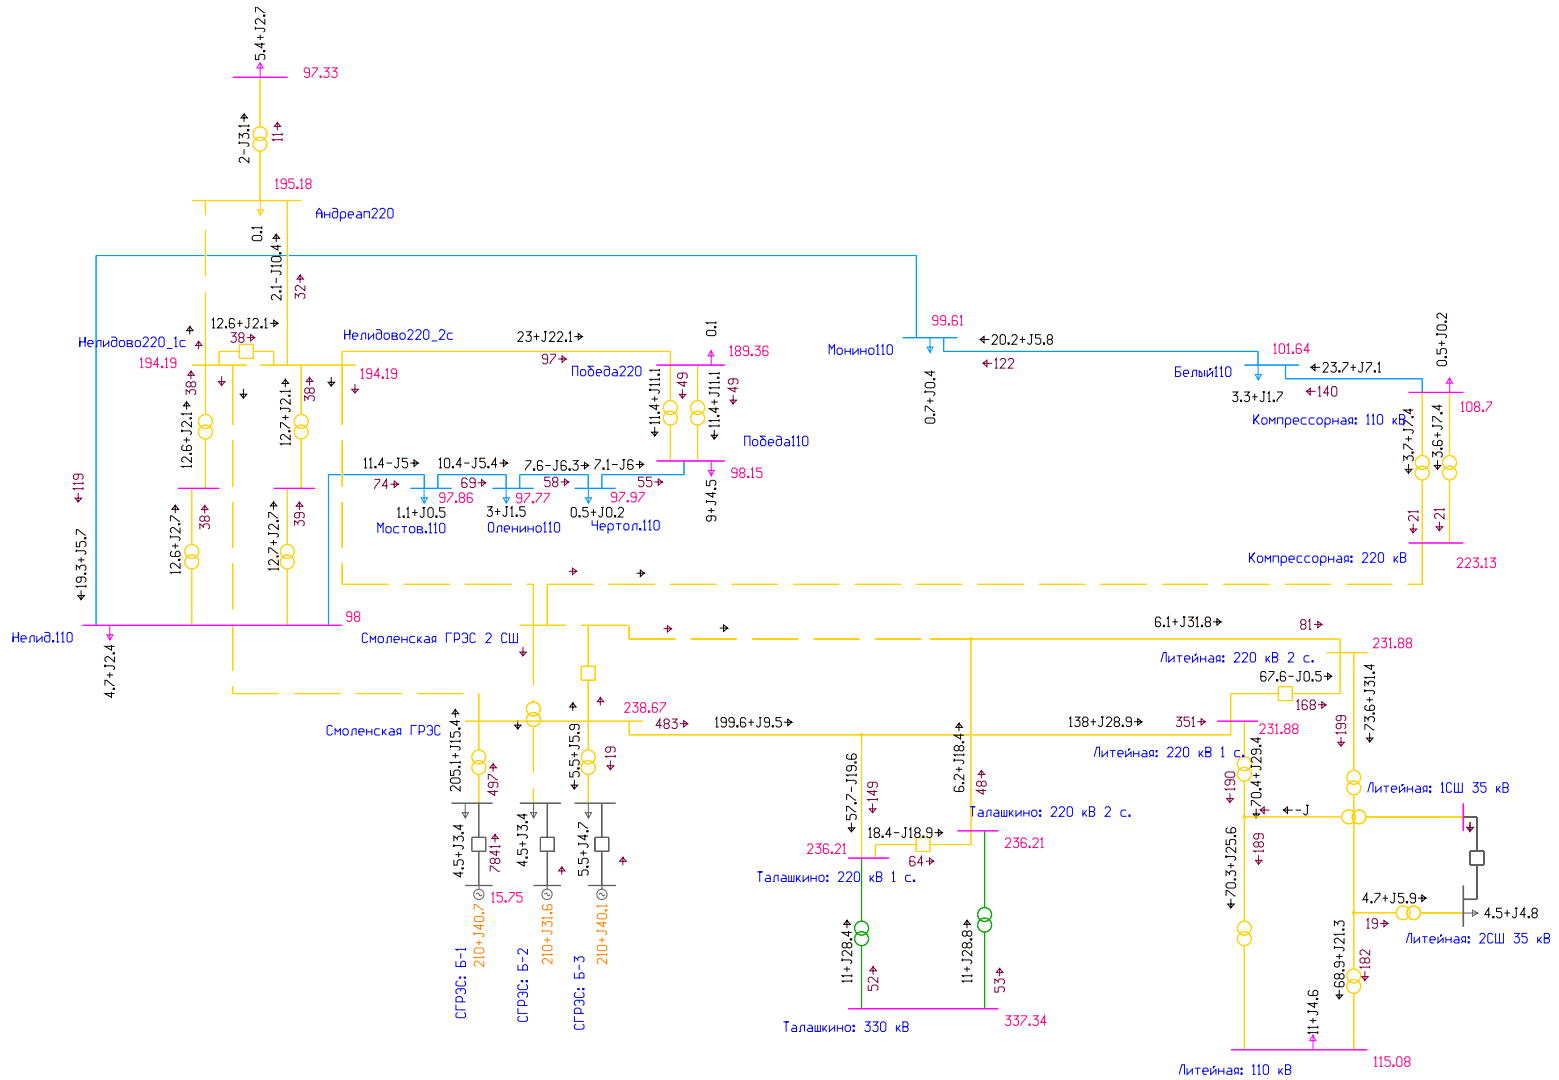 5.4+J2.7
97.33
2-J3.1
11
195.18
Андреап220
0.1
2.1-J10.4
32
12.6+J2.1
38
Нелидово220_1с
194.19
Нелидово220_2с
194.19
23+J22.1
97
0.1
189.36
Победа220
49
49
11.4+J11.1
11.4+J11.1
Победа110
98.15
9+J4.5
99.61
Монино110
0.7+J0.4
20.2+J5.8
122
101.64
Белый110
3.3+J1.7
23.7+J7.1
140
0.5+J0.2
108.7
Компрессорная: 110 кВ
3.7+J7.4
3.6+J7.4
21
21
Компрессорная: 220 кВ
223.13
38
12.6+J2.1
12.7+J2.1
38
12.6+J2.7
38
12.7+J2.7
39
119
19.3+J5.7
11.4-J5
74
10.4-J5.4
69
7.6-J6.3
58
7.1-J6
55
97.86
97.77
97.97
1.1+J0.5
3+J1.5
0.5+J0.2
Мостов.110
Оленино110
Чертол.110
98
Нелид.110
4.7+J2.4
Смоленская ГРЭС 2 СШ
Смоленская ГРЭС
238.67
483
199.6+J9.5
138+J28.9
351
6.1+J31.8
81
231.88
Литейная: 220 кВ 2 с.
67.6-J0.5
168
231.88
Литейная: 220 кВ 1 с.
199
73.6+J31.4
190
70.4+J29.4
Литейная: 1СШ 35 кВ
-J
189
70.3+J25.6
4.7+J5.9
19
4.5+J4.8
Литейная: 2СШ 35 кВ
68.9+J21.3
182
11+J4.6
115.08
Литейная: 110 кВ
205.1+J15.4
497
5.5+J5.9
19
4.5+J3.4
7841
4.5+J3.4
5.5+J4.7
15.75
210+J40.7
210+J31.6
210+J40.1
СГРЭС: Б-1
СГРЭС: Б-2
СГРЭС: Б-3
57.7-J19.6
149
6.2+J18.4
48
Талашкино: 220 кВ 2 с.
18.4-J18.9
64
236.21
236.21
Талашкино: 220 кВ 1 с.
11+J28.4
52
11+J28.8
53
337.34
Талашкино: 330 кВ